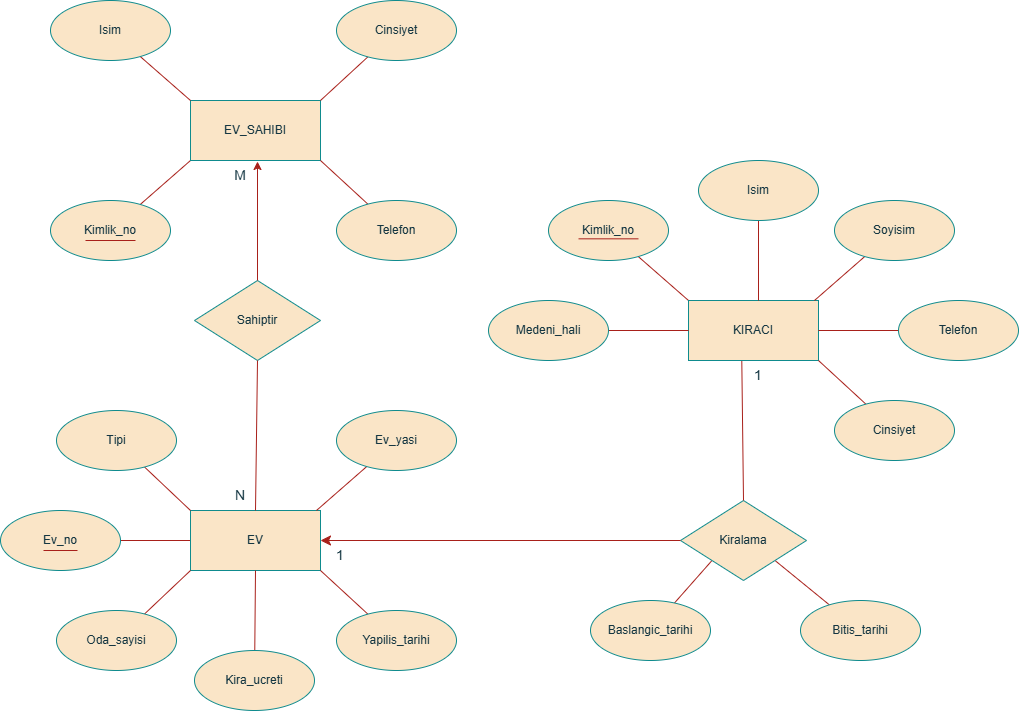 Isim
Cinsiyet
EV_SAHIBI
M
Kimlik_no
Telefon
Sahiptir
Isim
Kimlik_no
Soyisim
Medeni_hali
KIRACI
Telefon
1
Cinsiyet
Tipi
Ev_yasi
N
Ev_no
EV
1
Kiralama
Oda_sayisi
Yapilis_tarihi
Kira_ucreti
Baslangic_tarihi
Bitis_tarihi